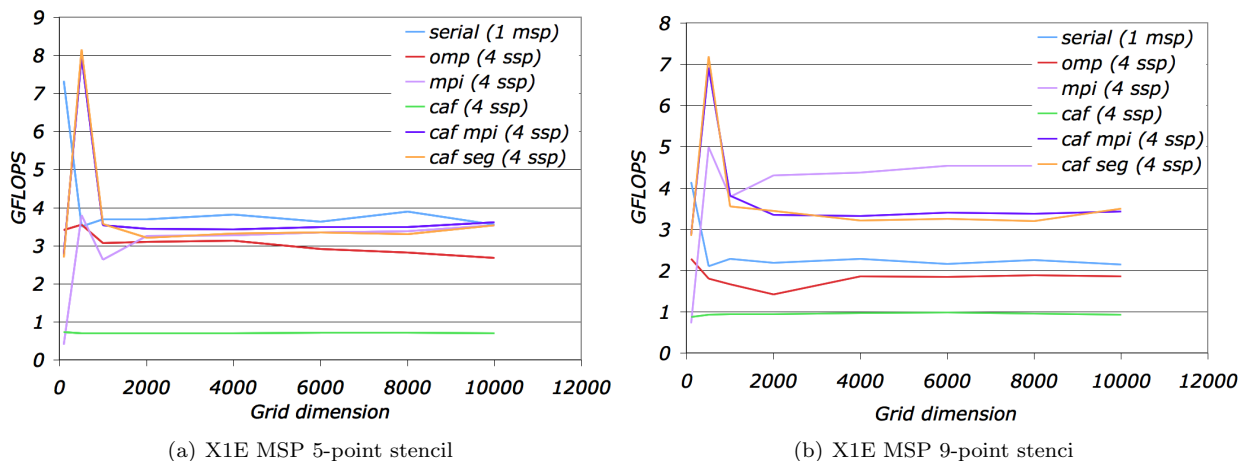 9
8
7
6
5
4
3
2
1
0
GFLOPS
serial (1 msp)
omp (4 ssp)
mpi (4 ssp)
caf (4 ssp)
caf mpi (4 ssp)
caf seg (4 ssp)
0 2000 4000 6000 8000 10000 12000
Grid dimension
(a) X1E MSP 5-point stencil
8
7
6
5
4
3
2
1
0
GFLOPS
serial (1 msp)
omp (4 ssp)
mpi (4 ssp)
caf (4 ssp)
caf mpi (4 ssp)
caf seg (4 ssp)
0 2000 4000 6000 8000 10000 12000
Grid dimension
(b) X1E MSP 9-point stenci